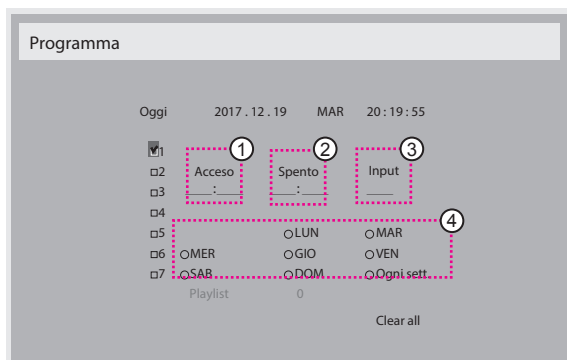 Programma
Oggi 2017 . 12 . 19 MAR 20 : 19 : 55
1 ① ② ③
2 Acceso Spento Input
3 ___:___ ___:___ ____
4 ④
5 LUN MAR
6 MER GIO VEN
7 SAB DOM Ogni sett.
Playlist 0
Clear all